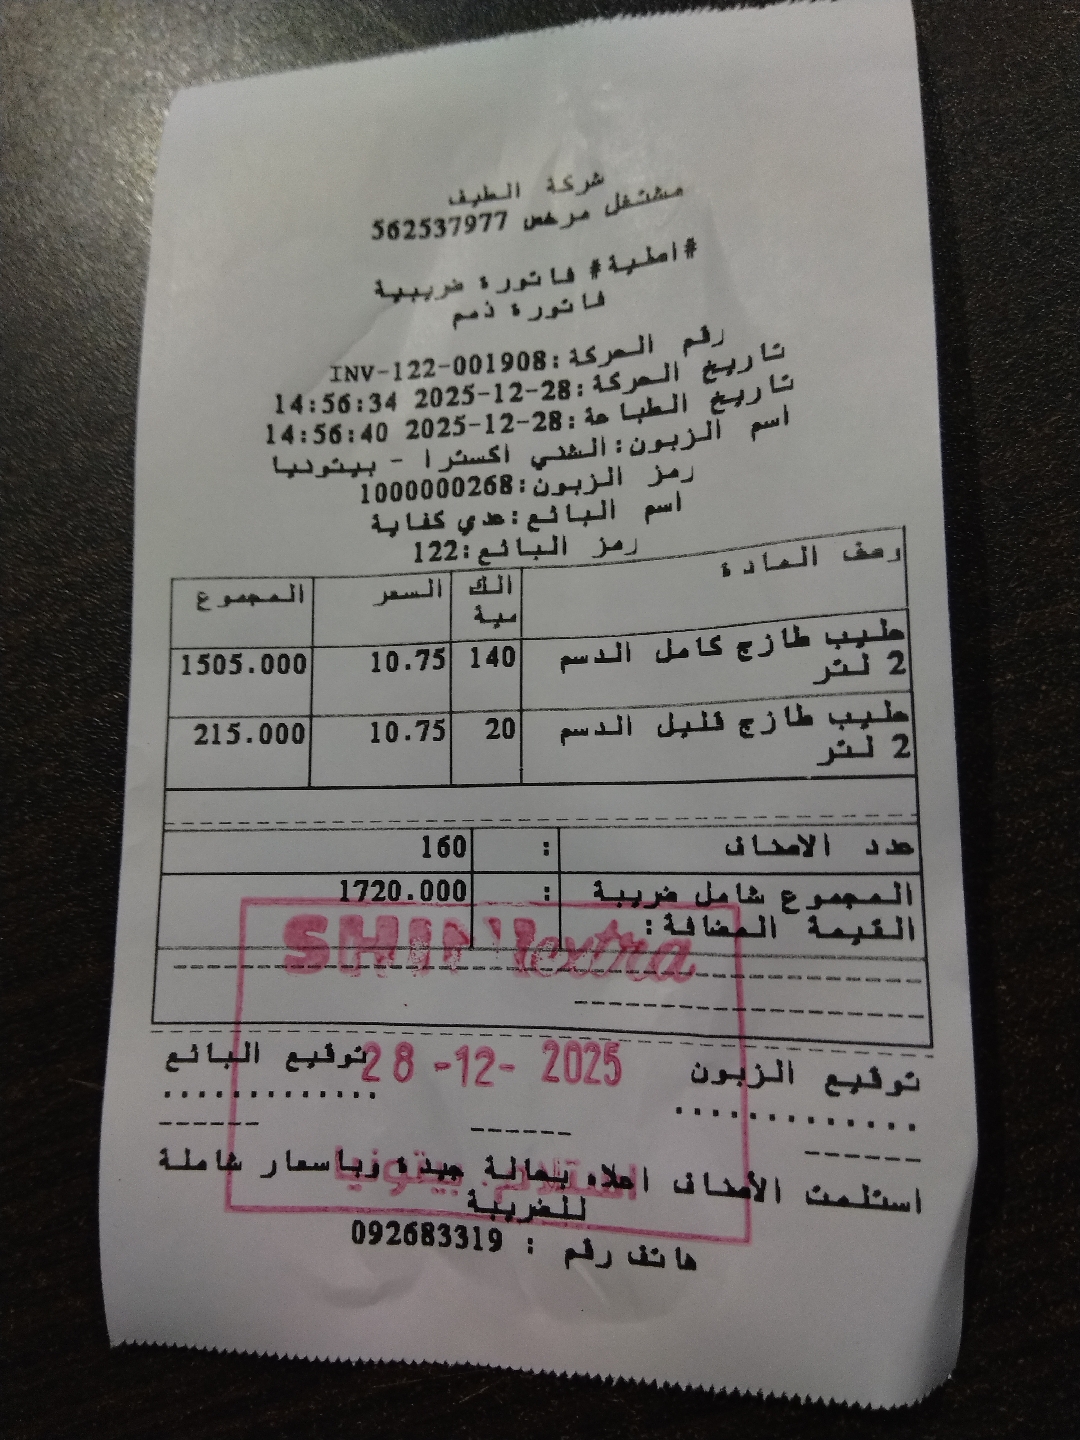 شركة الطيف
مشتغل مرخص 562537977
#اصلية# فاتورة ضريبية
فاتورة ذمم
رقم الحركة:INV-122-001908
تاريخ الحركة:28-12-2025 14:56:34
تاريخ الطباعة:28-12-2025 14:56:40
اسم الزبون:الشني اكسترا - بيتونيا
رمز الزبون:1000000268
اسم البائع:عدي كفاية
رمز البائع:122
وصف المادة الكمية السعر المجموع
حليب طازج كامل الدسم 2 لتر 140 10.75 1505.000
حليب طازج قليل الدسم 2 لتر 20 10.75 215.000
عدد الاصناف : 160
المجموع شامل ضريبة القيمة المضافة: : 1720.000
SHINI extra
توقيع الزبون توقيع البائع
28 -12- 2025
استلمت الأصناف اعلاه بحالة جيدة وباسعار شاملة
للضريبة
استلام بيتونيا
هاتف رقم : 092683319